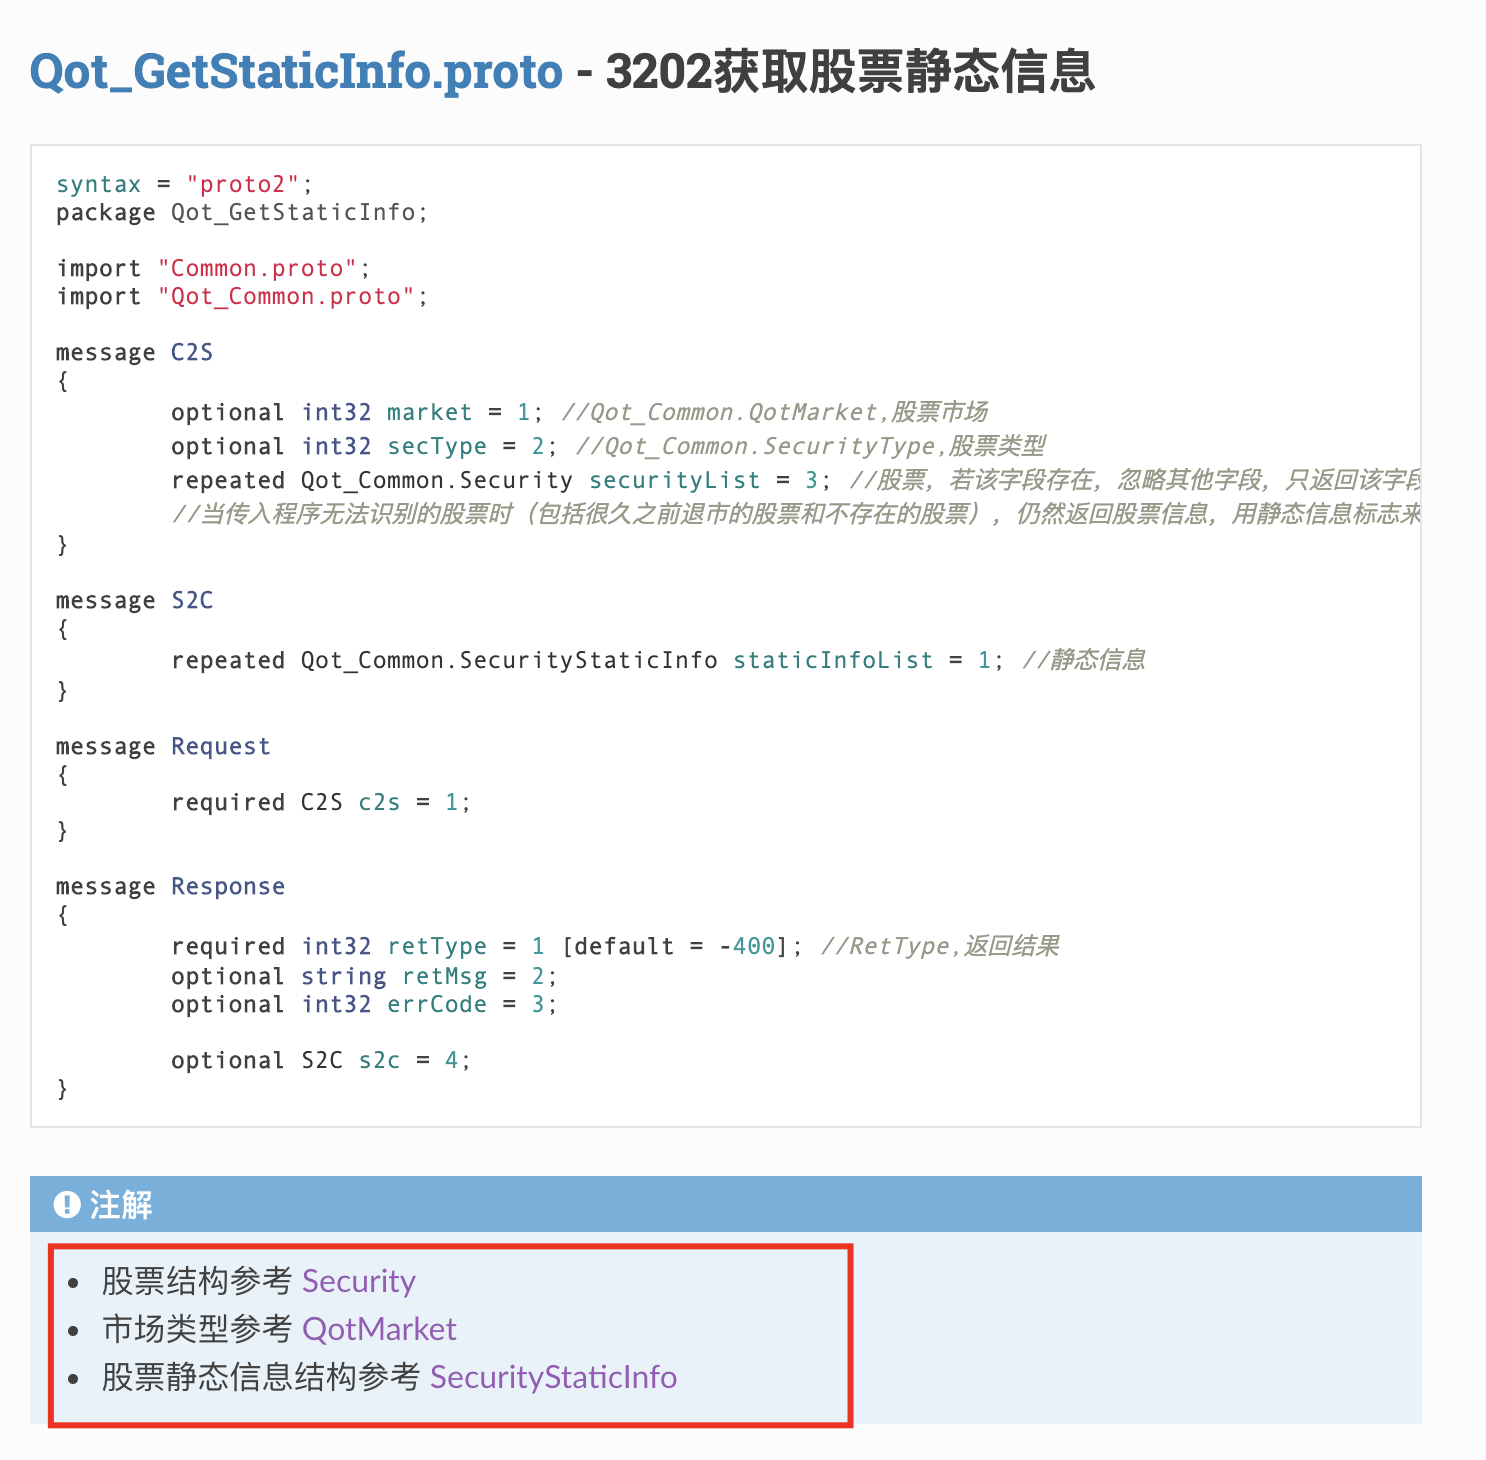 Qot_GetStaticInfo.proto - 3202获取股票静态信息
syntax = "proto2";
package Qot_GetStaticInfo;
import "Common.proto";
import "Qot_Common.proto";
message C2S
{
optional int32 market = 1; //Qot_Common.QotMarket,股票市场
optional int32 secType = 2; //Qot_Common.SecurityType,股票类型
repeated Qot_Common.Security securityList = 3; //股票，若该字段存在，忽略其他字段，只返回该字段
//当传入程序无法识别的股票时（包括很久之前退市的股票和不存在的股票），仍然返回股票信息，用静态信息标志来
}
message S2C
{
repeated Qot_Common.SecurityStaticInfo staticInfoList = 1; //静态信息
}
message Request
{
required C2S c2s = 1;
}
message Response
{
required int32 retType = 1 [default = -400]; //RetType,返回结果
optional string retMsg = 2;
optional int32 errCode = 3;
optional S2C s2c = 4;
}
注解
• 股票结构参考 Security
• 市场类型参考 QotMarket
• 股票静态信息结构参考 SecurityStaticInfo